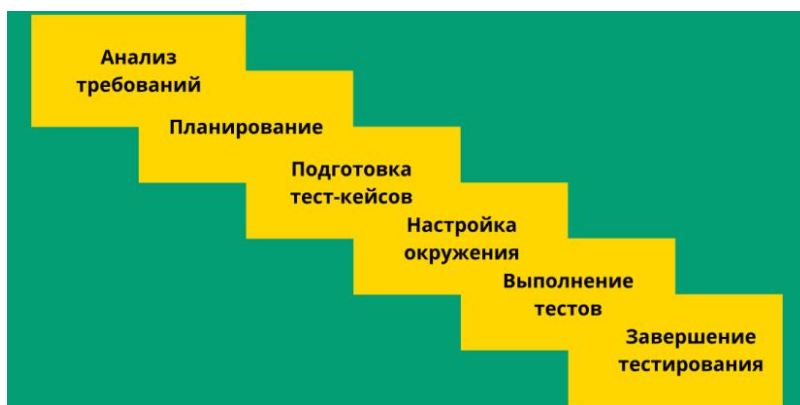 Анализ
требований
Планирование
Подготовка
тест-кейсов
Настройка
окружения
Выполнение
тестов
Завершение
тестирования